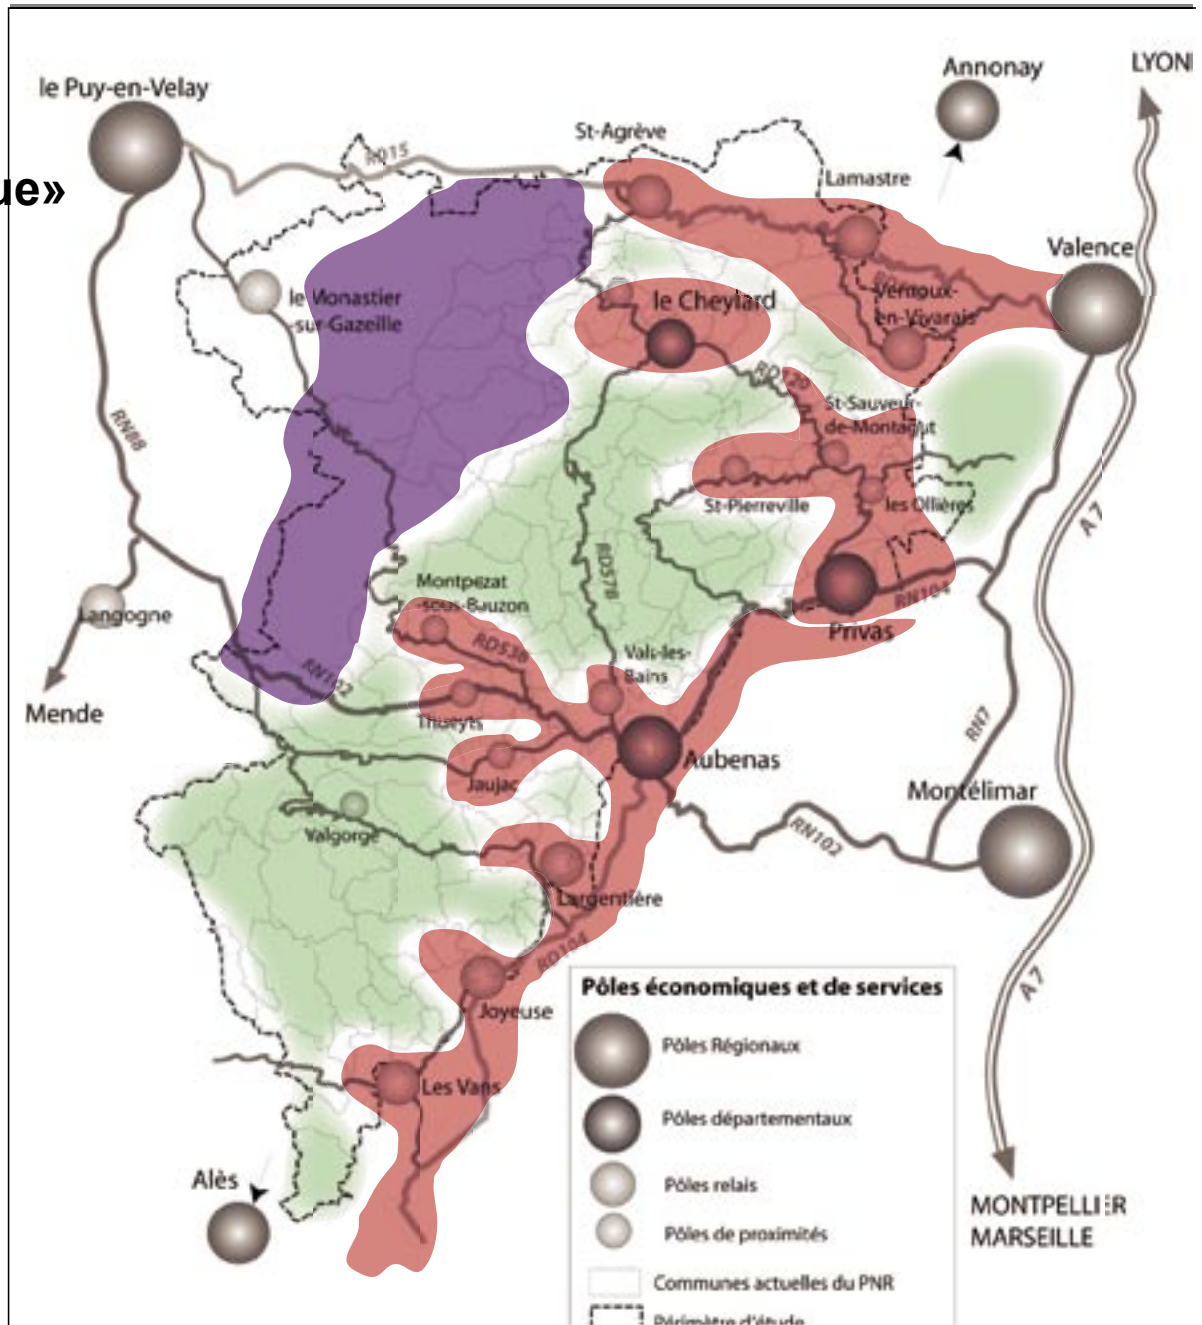 le Puy-en-Velay
Annonay
LYON
St-Agrève
RD15
ue»
Lamastre
Valence
le Monastier
-sur-Gazeille
le Cheylard
Vernoux-
en-Vivarais
RD120
St-Sauveur-
de-Montagut
RN88
St-Pierreville
les Ollières
A 7
RD578
Montpezat
-sous-Bauzon
RN104
Langogne
Privas
RD536
Vals-les-
Bains
RN102
Mende
Thueyts
RN7
Aubenas
Jaujac
Montélimar
Valgorge
RN102
Largentière
RD104
A 7
Joyeuse
Les Vans
Alès
MONTPELLIER
MARSEILLE
Pôles économiques et de services
Pôles Régionaux
Pôles départementaux
Pôles relais
Pôles de proximités
Communes actuelles du PNR
Périmètre d'étude